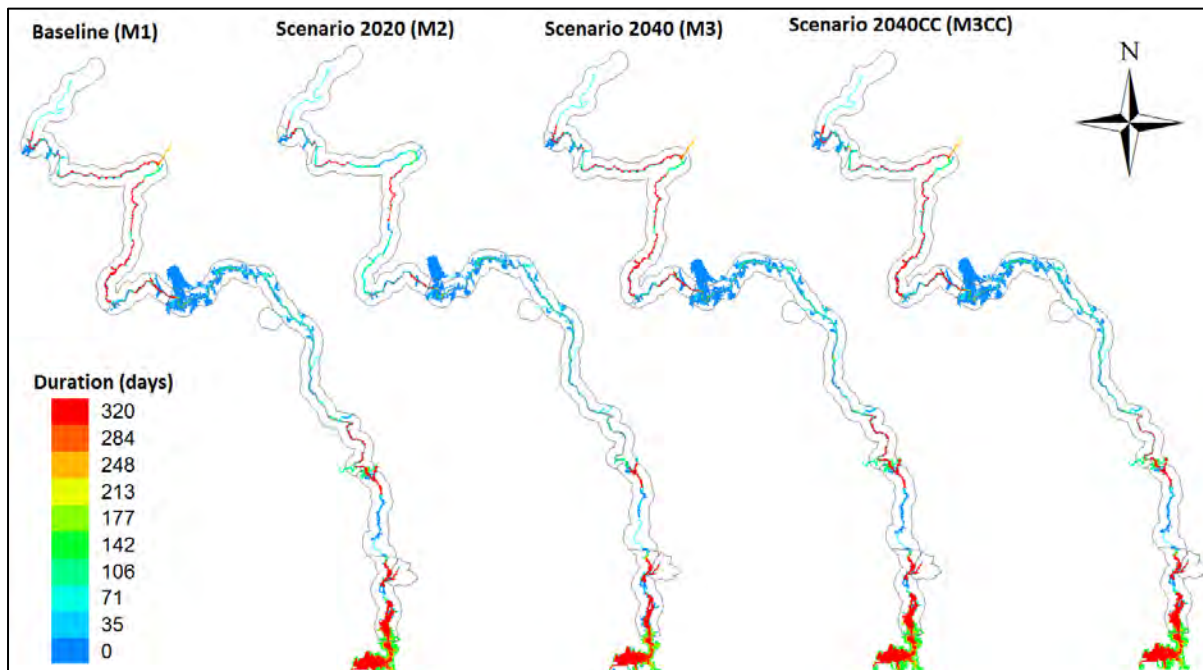 Baseline (M1)
Scenario 2020 (M2)
Scenario 2040 (M3)
Scenario 2040CC (M3CC)
N
Duration (days)
320
284
248
213
177
142
106
71
35
0